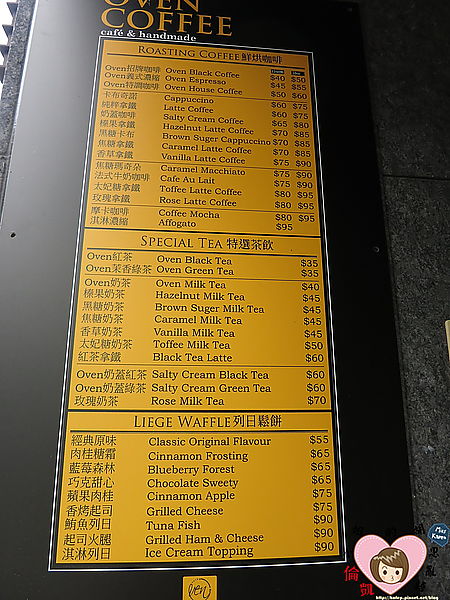 OVEN
COFFEE
café & handmade
ROASTING COFFEE 鮮烘咖啡
Oven招牌咖啡 Oven Black Coffee $40 $50
Oven義式濃縮 Oven Espresso $55
Oven特調咖啡 Oven House Coffee $50 $60
卡布奇諾 Cappuccino $60 $75
純粹拿鐵 Latte Coffee $60 $75
奶蓋咖啡 Salty Cream Coffee $65 $80
榛果拿鐵 Hazelnut Latte Coffee $70 $85
黑糖卡布 Brown Suger Cappuccino $70 $85
焦糖拿鐵 Caramel Latte Coffee $70 $85
香草拿鐵 Vanilla Latte Coffee $75 $90
焦糖瑪奇朵 Caramel Macchiato $75 $90
法式牛奶咖啡 Cafe Au Lait $75 $90
太妃糖拿鐵 Toffee Latte Coffee $80 $95
玫瑰拿鐵 Rose Latte Coffee $80 $95
摩卡咖啡 Coffee Mocha $80 $95
淇淋濃縮 Affogato $95
SPECIAL TEA 特選茶飲
Oven紅茶 Oven Black Tea $35
Oven茉香綠茶 Oven Green Tea $35
Oven奶茶 Oven Milk Tea $40
榛果奶茶 Hazelnut Milk Tea $45
黑糖奶茶 Brown Suger Milk Tea $45
焦糖奶茶 Caramel Milk Tea $45
香草奶茶 Vanilla Milk Tea $45
太妃糖奶茶 Toffee Milk Tea $50
紅茶拿鐵 Black Tea Latte $60
Oven奶蓋紅茶 Salty Cream Black Tea $60
Oven奶蓋綠茶 Salty Cream Green Tea $60
玫瑰奶茶 Rose Milk Tea $70
LIEGE WAFFLE 列日鬆餅
經典原味 Classic Original Flavour $55
肉桂糖霜 Cinnamon Frosting $65
藍莓森林 Blueberry Forest $65
巧克甜心 Chocolate Sweety $65
蘋果肉桂 Cinnamon Apple $75
香烤起司 Grilled Cheese $75
鮪魚列日 Tuna Fish $90
起司火腿 Grilled Ham & Cheese $90
淇淋列日 Ice Cream Topping $90
倫
凱